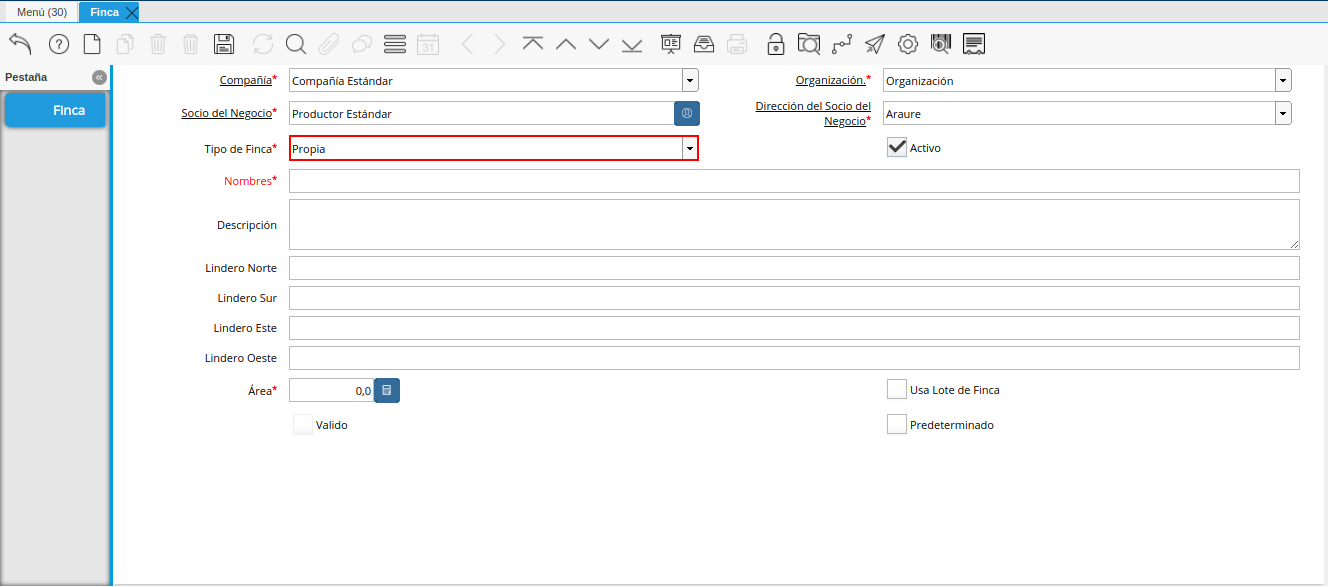 Menú (30)
Finca
31
Pestaña
Finca
Compañía*
Compañía Estándar
Organización.*
Organización
Socio del Negocio*
Productor Estándar
Dirección del Socio del
Negocio*
Araure
Tipo de Finca*
Propia
Activo
Nombres*
Descripción
Lindero Norte
Lindero Sur
Lindero Este
Lindero Oeste
Área*
0,0
Usa Lote de Finca
Valido
Predeterminado